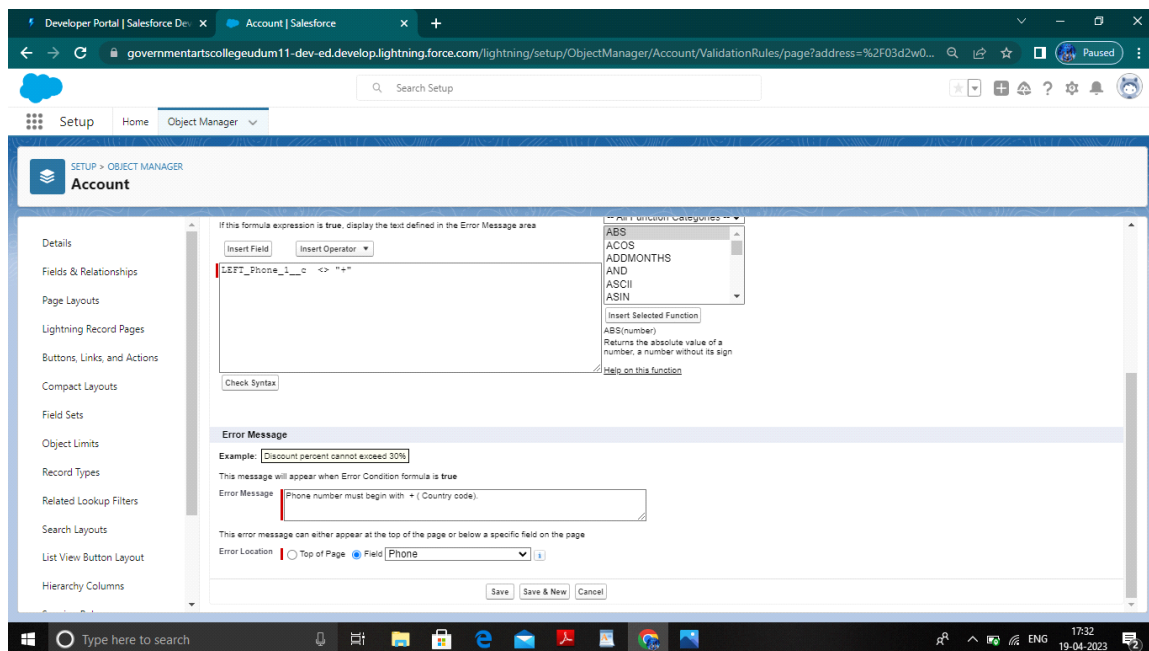 Developer Portal | Salesforce Dev
Account | Salesforce
governmentartscollegeudum11-dev-ed.develop.lightning.force.com/lightning/setup/ObjectManager/Account/ValidationRules/page?address=%2F03d2w0...
Paused
Search Setup
Setup
Home
Object Manager
SETUP > OBJECT MANAGER
Account
Details
Fields & Relationships
Page Layouts
Lightning Record Pages
Buttons, Links, and Actions
Compact Layouts
Field Sets
Object Limits
Record Types
Related Lookup Filters
Search Layouts
List View Button Layout
Hierarchy Columns
If this formula expression is true, display the text defined in the Error Message area
Insert Field
Insert Operator
LEFT_Phone_1__c <> "+"
Check Syntax
-- All Function Categories --
ABS
ACOS
ADDMONTHS
AND
ASCII
ASIN
Insert Selected Function
ABS(number)
Returns the absolute value of a
number, a number without its sign
Help on this function
Error Message
Example: Discount percent cannot exceed 30%
This message will appear when Error Condition formula is true
Error Message
Phone number must begin with + ( Country code).
This error message can either appear at the top of the page or below a specific field on the page
Error Location
Top of Page
Field
Phone
Save
Save & New
Cancel
Type here to search
ENG
17:32
19-04-2023
2